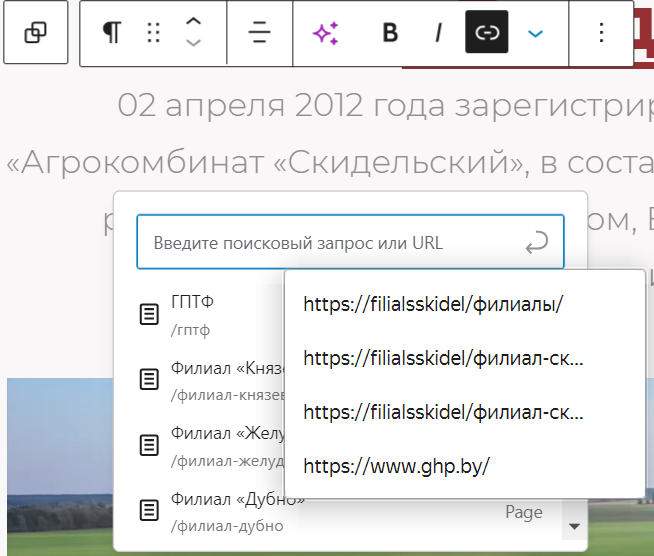 B I
02 апреля 2012 года зарегистрир
«Агрокомбинат «Скидельский», в соста
ом, Е
Введите поисковый запрос или URL
ГПТФ
/гптф
https://filialsskidel/филиалы/
Филиал «Княз
/филиал-князев
https://filialsskidel/филиал-ск...
Филиал «Желу
/филиал-желуд
https://filialsskidel/филиал-ск...
https://www.ghp.by/
Филиал «Дубно»
/филиал-дубно
Page